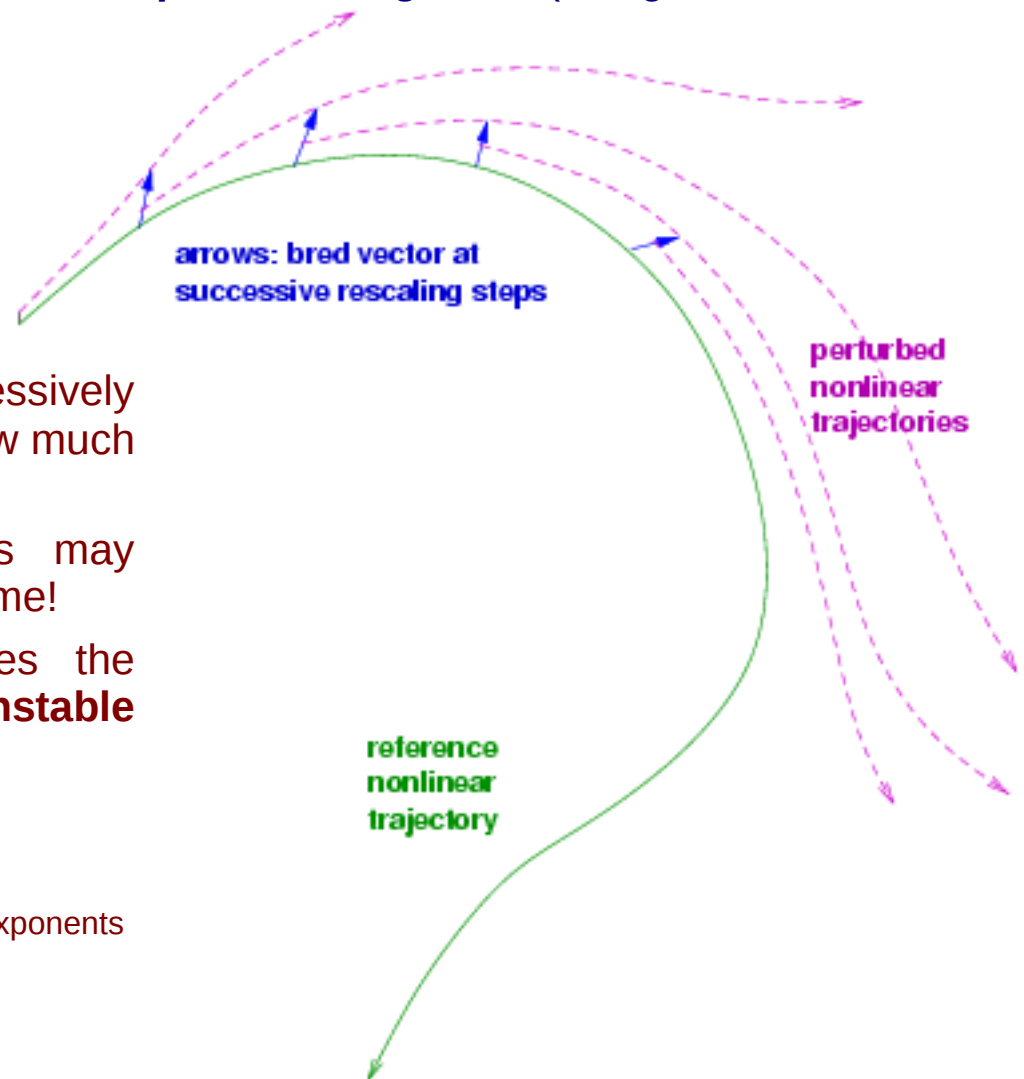 arrows: bred vector at
successive rescaling steps
perturbed
nonlinear
trajectories
essively
w much
s may
me!
es the
nstable
reference
nonlinear
trajectory
xponents